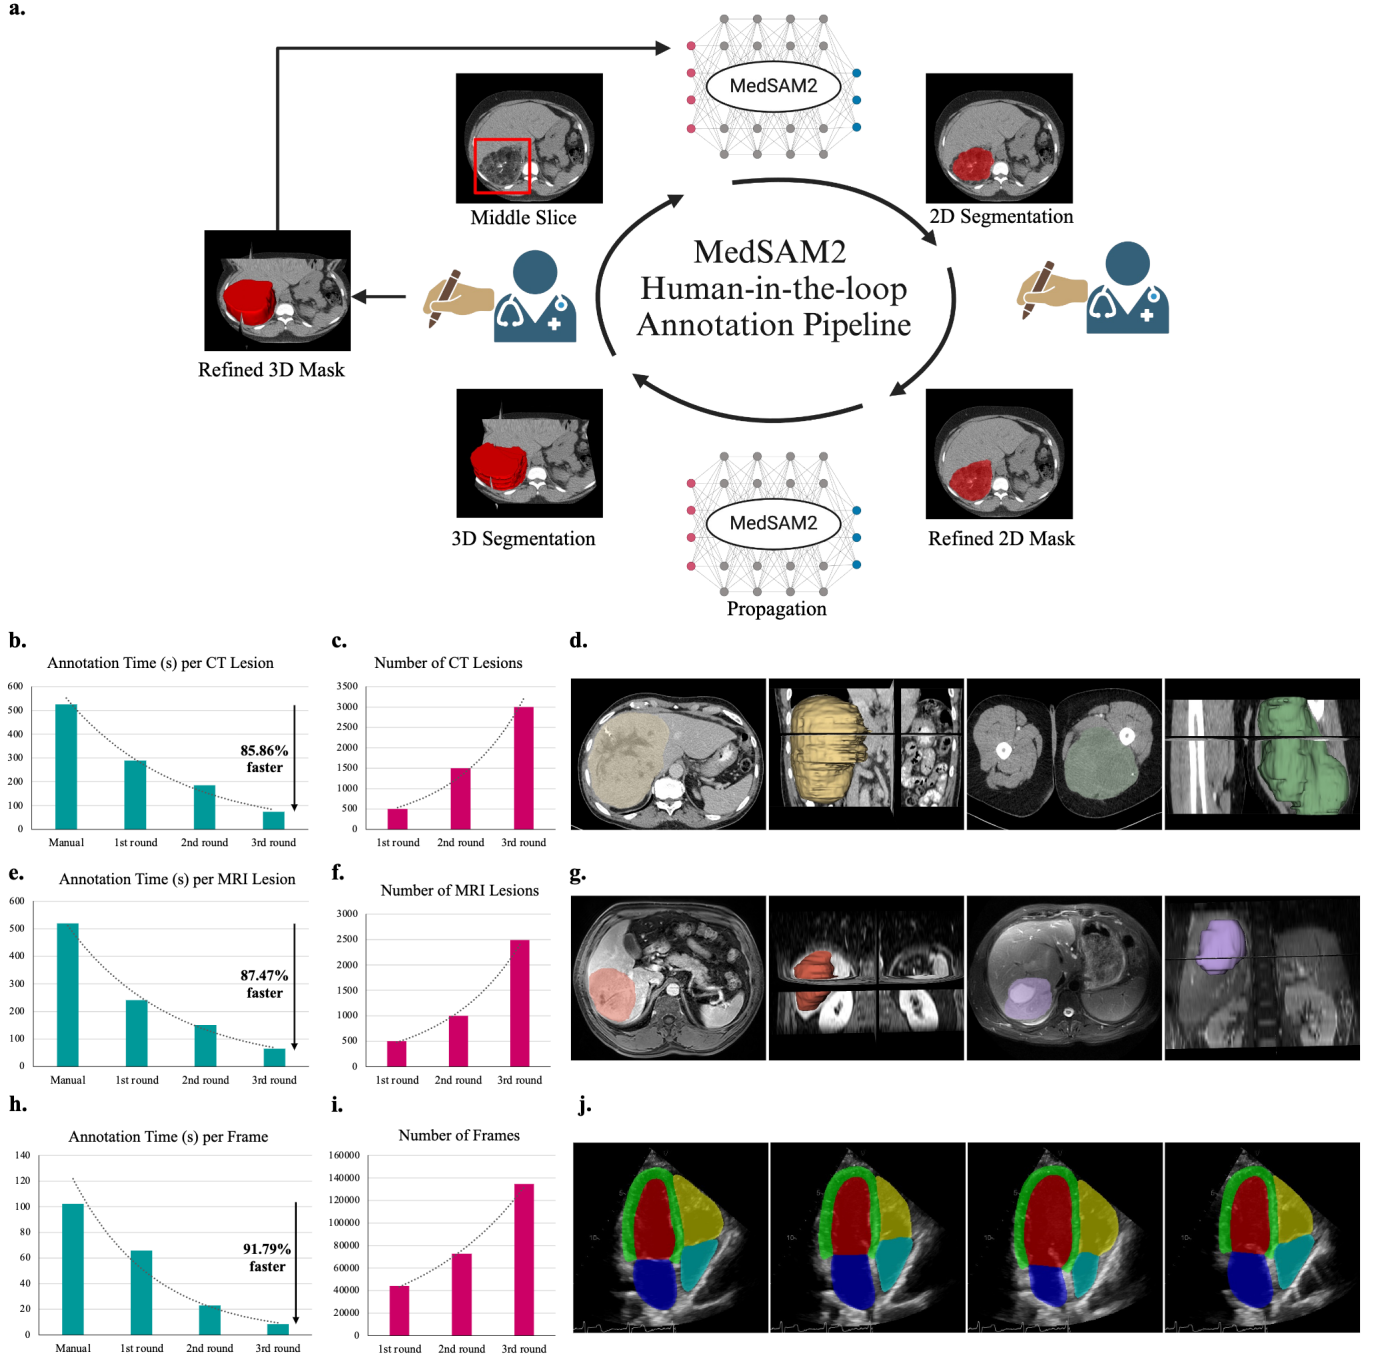 a.
MedSAM2
Middle Slice
2D Segmentation
MedSAM2
Human-in-the-loop
Annotation Pipeline
Refined 3D Mask
3D Segmentation
MedSAM2
Refined 2D Mask
Propagation
b.
Annotation Time (s) per CT Lesion
600
500
400
300
200
100
0
85.86%
faster
Manual
1st round
2nd round
3rd round
c.
Number of CT Lesions
3500
3000
2500
2000
1500
1000
500
0
1st round
2nd round
3rd round
d.
e.
Annotation Time (s) per MRI Lesion
600
500
400
300
200
100
0
87.47%
faster
Manual
1st round
2nd round
3rd round
f.
Number of MRI Lesions
3000
2500
2000
1500
1000
500
0
1st round
2nd round
3rd round
g.
h.
Annotation Time (s) per Frame
140
120
100
80
60
40
20
0
91.79%
faster
Manual
1st round
2nd round
3rd round
i.
Number of Frames
160000
140000
120000
100000
80000
60000
40000
20000
0
1st round
2nd round
3rd round
j.